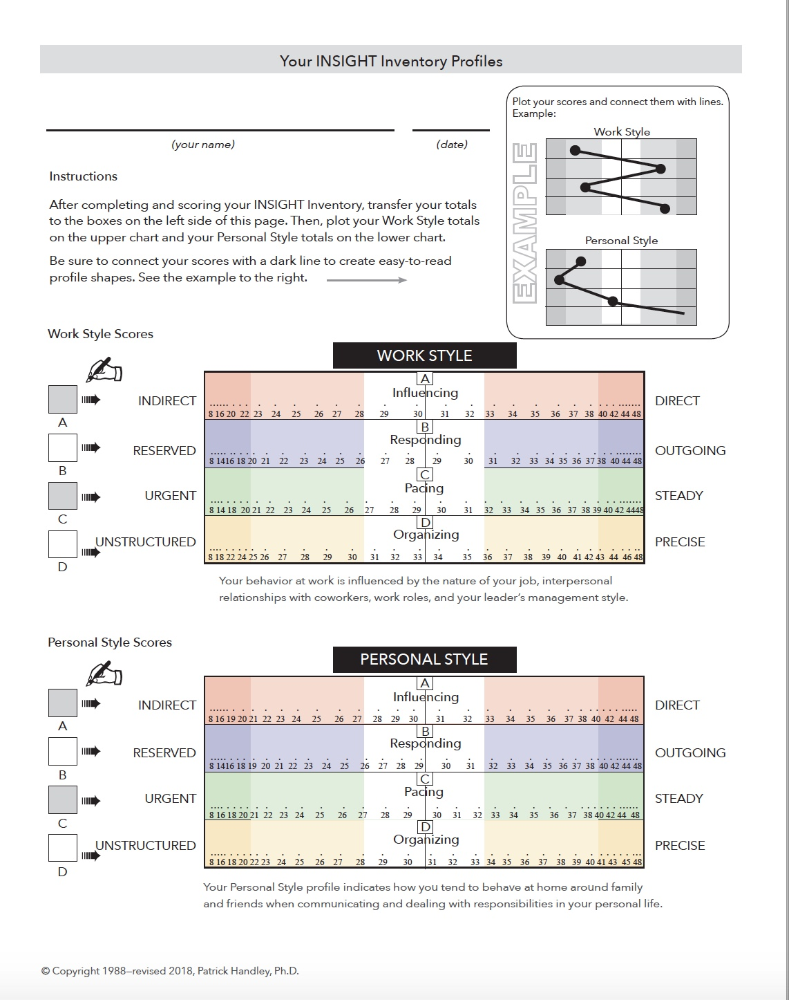 Your INSIGHT Inventory Profiles
(your name)
(date)
Plot your scores and connect them with lines.
Example:
Work Style
EXAMPLE
Personal Style
Instructions
After completing and scoring your INSIGHT Inventory, transfer your totals
to the boxes on the left side of this page. Then, plot your Work Style totals
on the upper chart and your Personal Style totals on the lower chart.
Be sure to connect your scores with a dark line to create easy-to-read
profile shapes. See the example to the right.
Work Style Scores
WORK STYLE
A
Influencing
A
INDIRECT
8 16 20 22 23 24 25 26 27 28 29 30 31 32 33 34 35 36 37 38 40 42 44 48
DIRECT
B
Responding
B
RESERVED
8 1416 18 20 21 22 23 24 25 26 27 28 29 30 31 32 33 34 35 36 37 38 40 44 48
OUTGOING
C
Pacing
C
URGENT
8 14 18 20 21 22 23 24 25 26 27 28 29 30 31 32 33 34 35 36 37 38 39 40 42 4448
STEADY
D
Organizing
D
UNSTRUCTURED
8 18 22 24 25 26 27 28 29 30 31 32 33 34 35 36 37 38 39 40 41 42 43 44 46 48
PRECISE
Your behavior at work is influenced by the nature of your job, interpersonal
relationships with coworkers, work roles, and your leader's management style.
Personal Style Scores
PERSONAL STYLE
A
Influencing
A
INDIRECT
8 16 19 20 21 22 23 24 25 26 27 28 29 30 31 32 33 34 35 36 37 38 40 42 44 48
DIRECT
B
Responding
B
RESERVED
8 1416 18 19 20 21 22 23 24 25 26 27 28 29 30 31 32 33 34 35 36 37 38 40 42 44 48
OUTGOING
C
Pacing
C
URGENT
8 16 18 20 21 22 23 24 25 26 27 28 29 30 31 32 33 34 35 36 37 38 40 42 44 48
STEADY
D
Organizing
D
UNSTRUCTURED
8 16 18 20 22 23 24 25 26 27 28 29 30 31 32 33 34 35 36 37 38 39 40 41 43 45 48
PRECISE
Your Personal Style profile indicates how you tend to behave at home around family
and friends when communicating and dealing with responsibilities in your personal life.
© Copyright 1988–revised 2018, Patrick Handley, Ph.D.